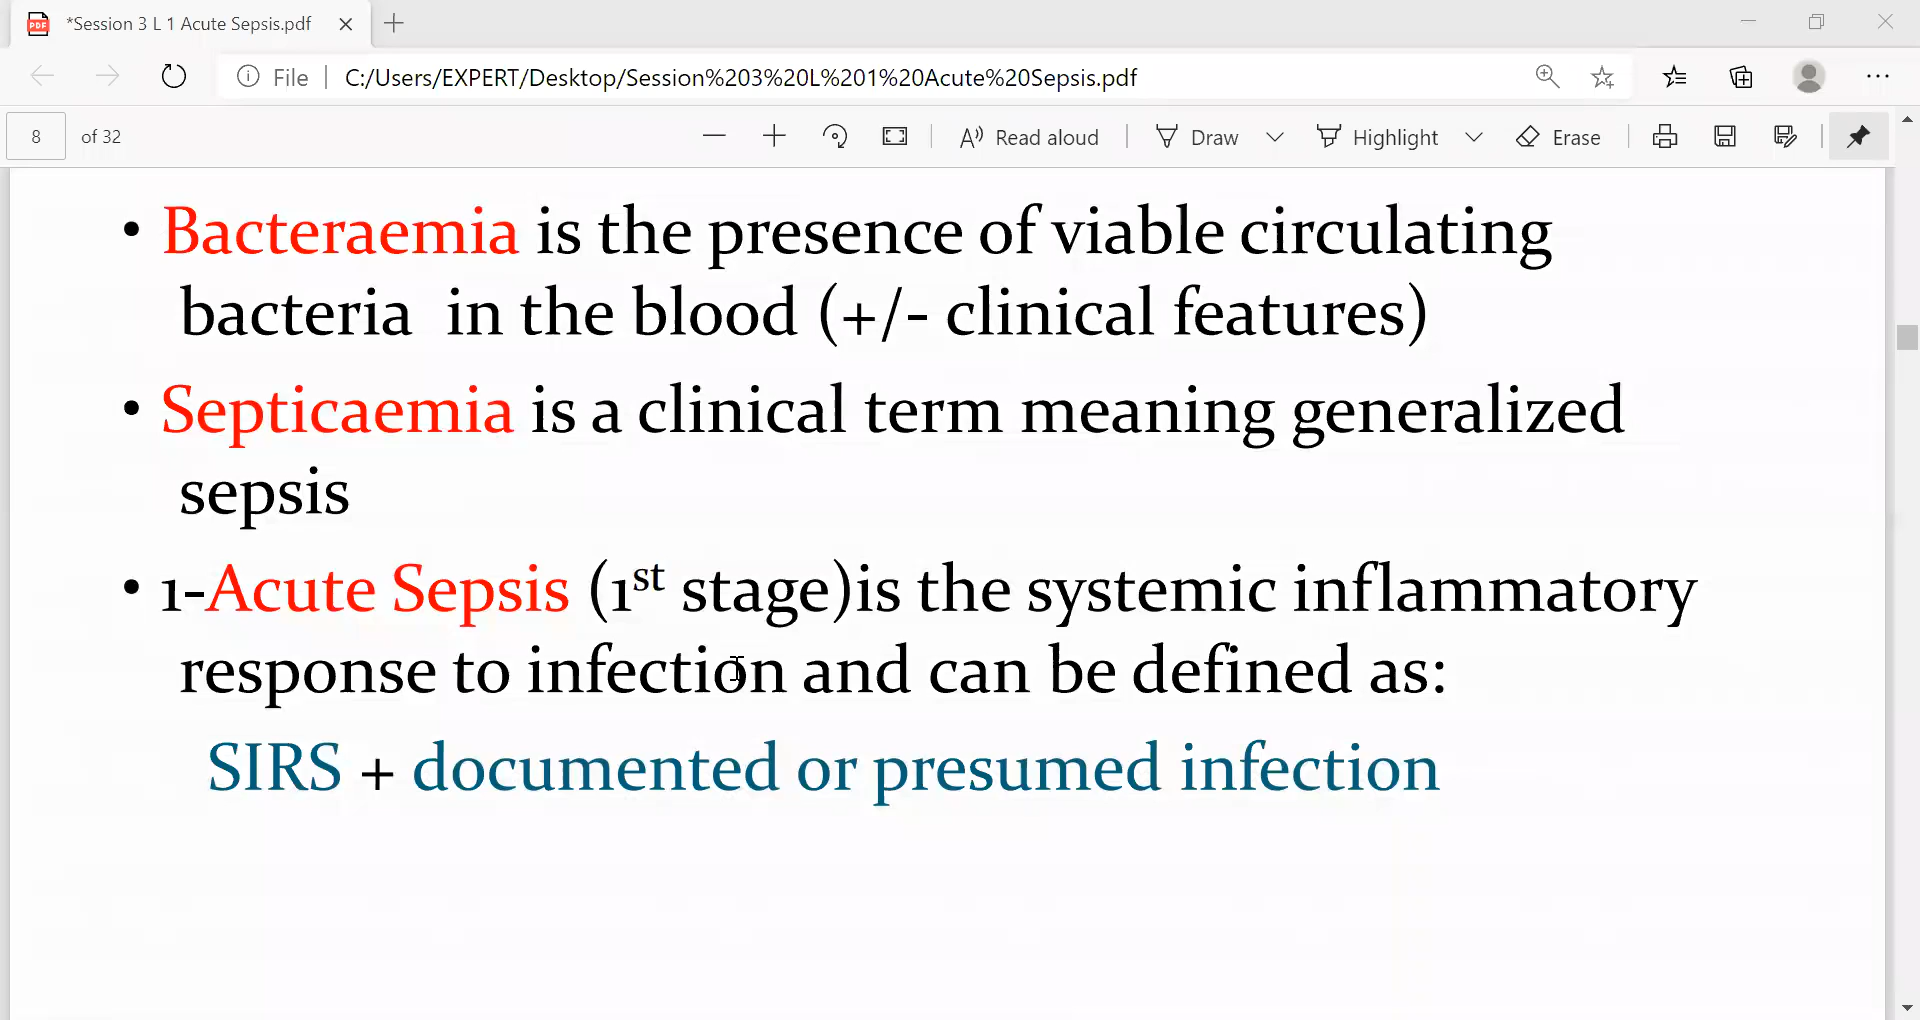 *Session 3 L 1 Acute Sepsis.pdf
File | C:/Users/EXPERT/Desktop/Session%203%20L%201%20Acute%20Sepsis.pdf
8 of 32 Read aloud Draw Highlight Erase
• Bacteraemia is the presence of viable circulating
bacteria in the blood (+/- clinical features)
• Septicaemia is a clinical term meaning generalized
sepsis
• 1-Acute Sepsis (1st stage)is the systemic inflammatory
response to infection and can be defined as:
SIRS + documented or presumed infection